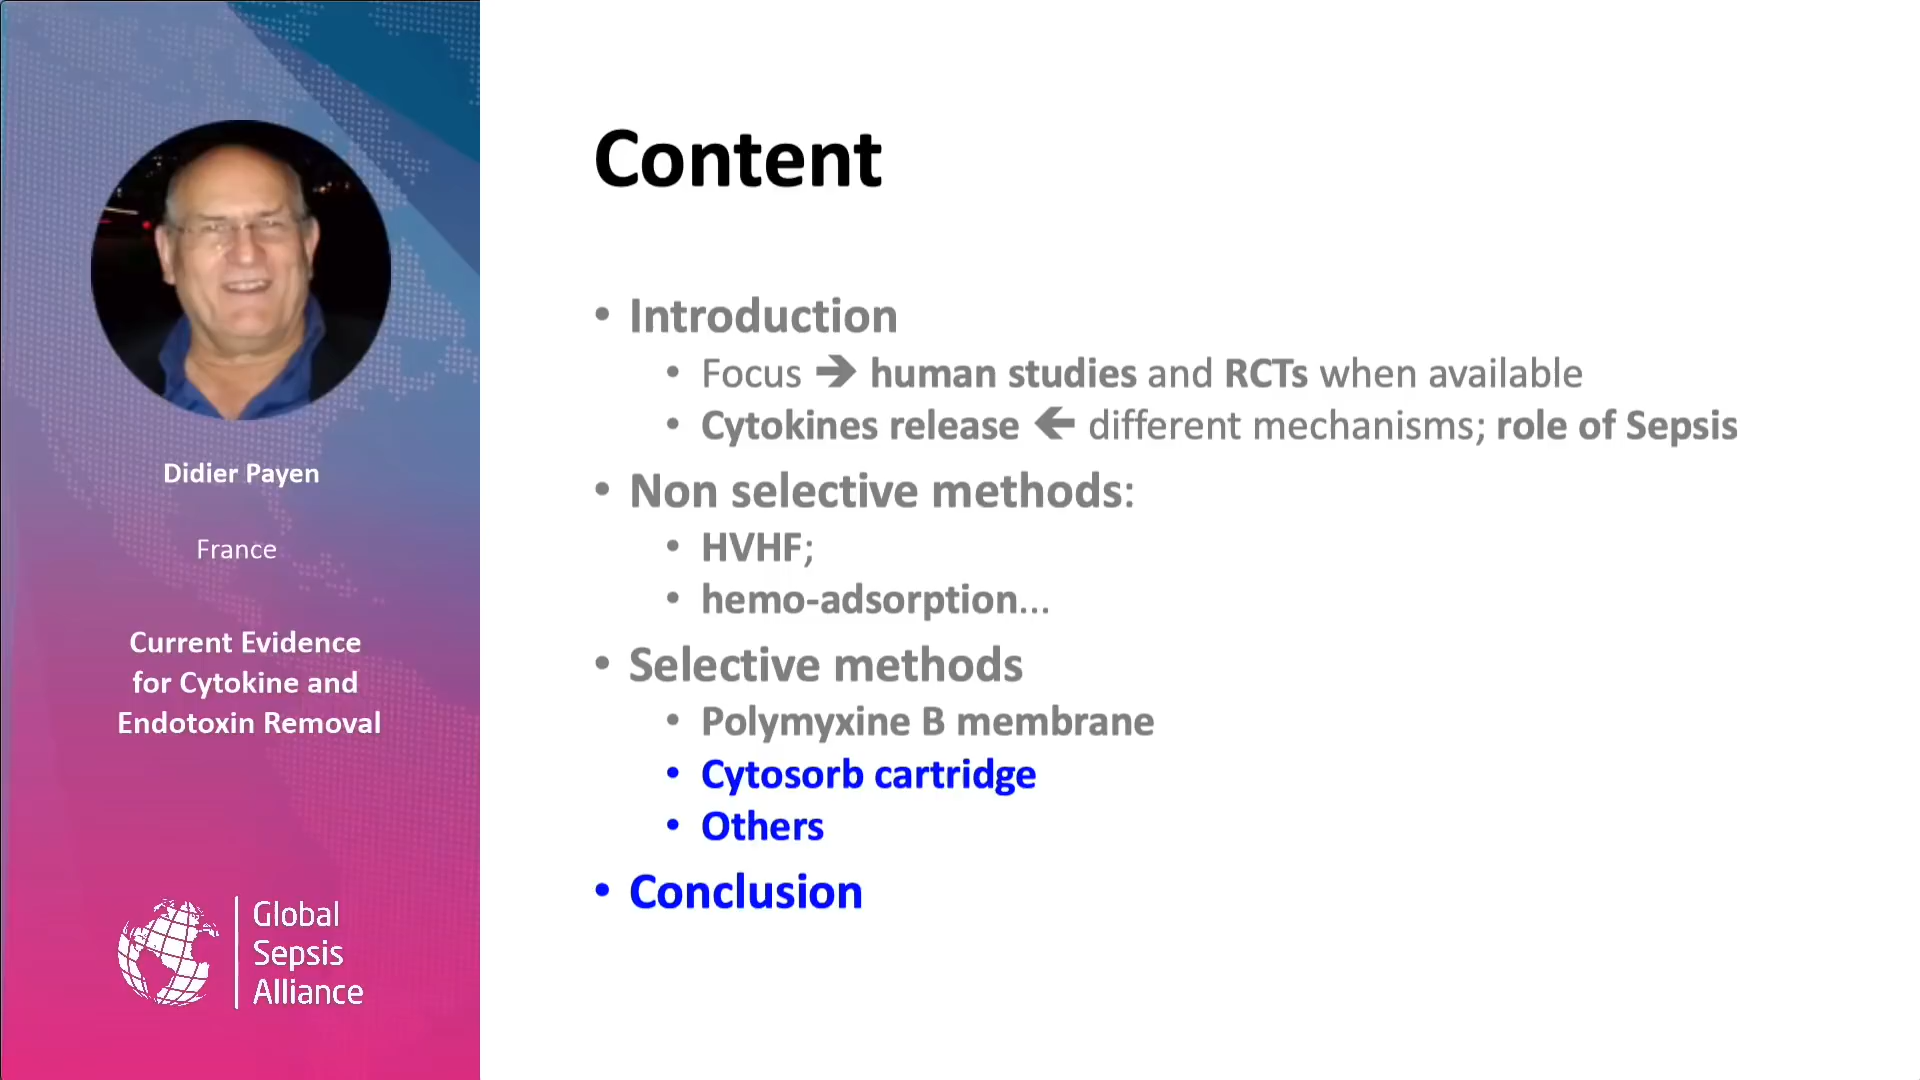 Didier Payen
France
Current Evidence
for Cytokine and
Endotoxin Removal
Global
Sepsis
Alliance
Content
• Introduction
• Focus → human studies and RCTs when available
• Cytokines release ← different mechanisms; role of Sepsis
• Non selective methods:
• HVHF;
• hemo-adsorption...
• Selective methods
• Polymyxine B membrane
• Cytosorb cartridge
• Others
• Conclusion